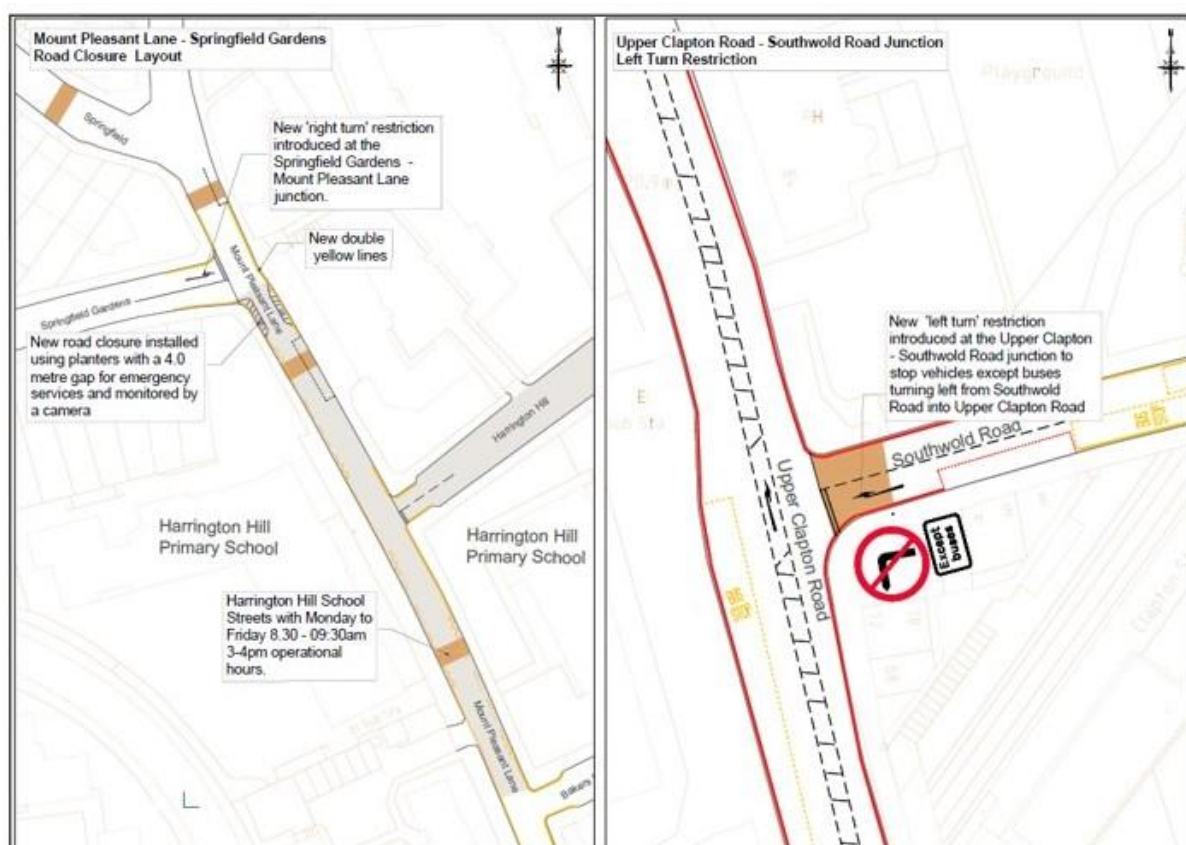 Mount Pleasant Lane - Springfield Gardens
Road Closure Layout
Springfield
New 'right turn' restriction
introduced at the
Springfield Gardens -
Mount Pleasant Lane
junction.
New double
yellow lines
Mount Pleasant Lane
Springfield Gardens
New road closure installed
using planters with a 4.0
metre gap for emergency
services and monitored by
a camera
Harrington Hill
Harrington Hill
Primary School
Harrington Hill
Primary School
Harrington Hill School
Streets with Monday to
Friday 8.30 - 09:30am
3-4pm operational
hours.
Mount Pleasant Lane
Bakers
Upper Clapton Road - Southwold Road Junction
Left Turn Restriction
Playground
PH
New 'left turn' restriction
introduced at the Upper Clapton
- Southwold Road junction to
stop vehicles except buses
turning left from Southwold
Road into Upper Clapton Road
E
Southwold Road
Upper Clapton Road
Except
buses
Clapton